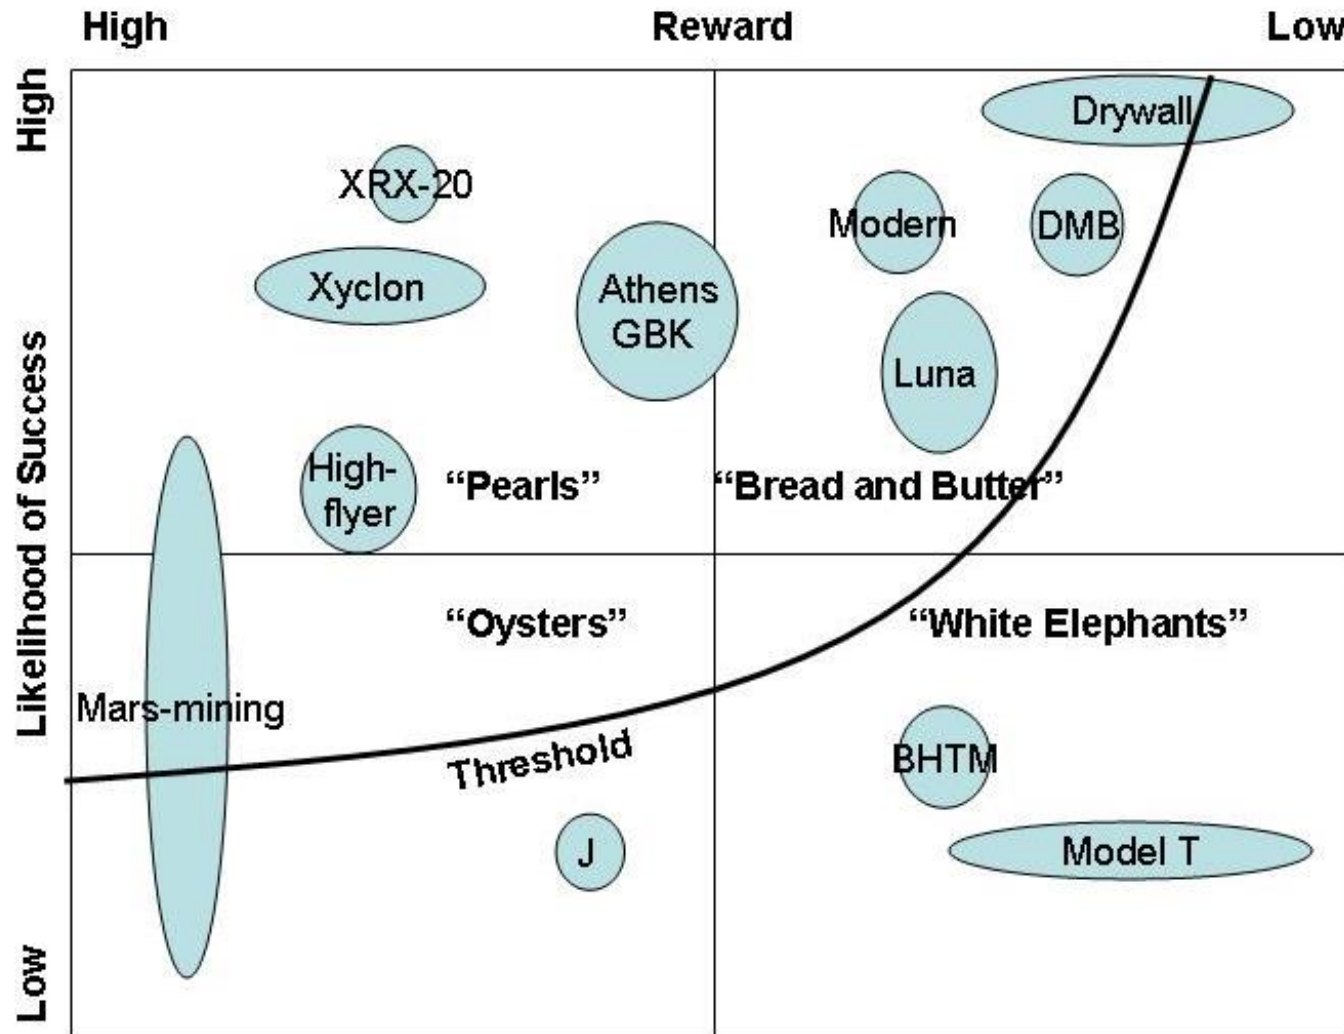 High Reward Low
High
Likelihood of Success
Low
Drywall
XRX-20
Modern
DMB
Xyclon
Athens
GBK
Luna
High-
flyer
“Pearls”
“Bread and Butter”
“Oysters”
“White Elephants”
Mars-mining
Threshold
BHTM
J
Model T